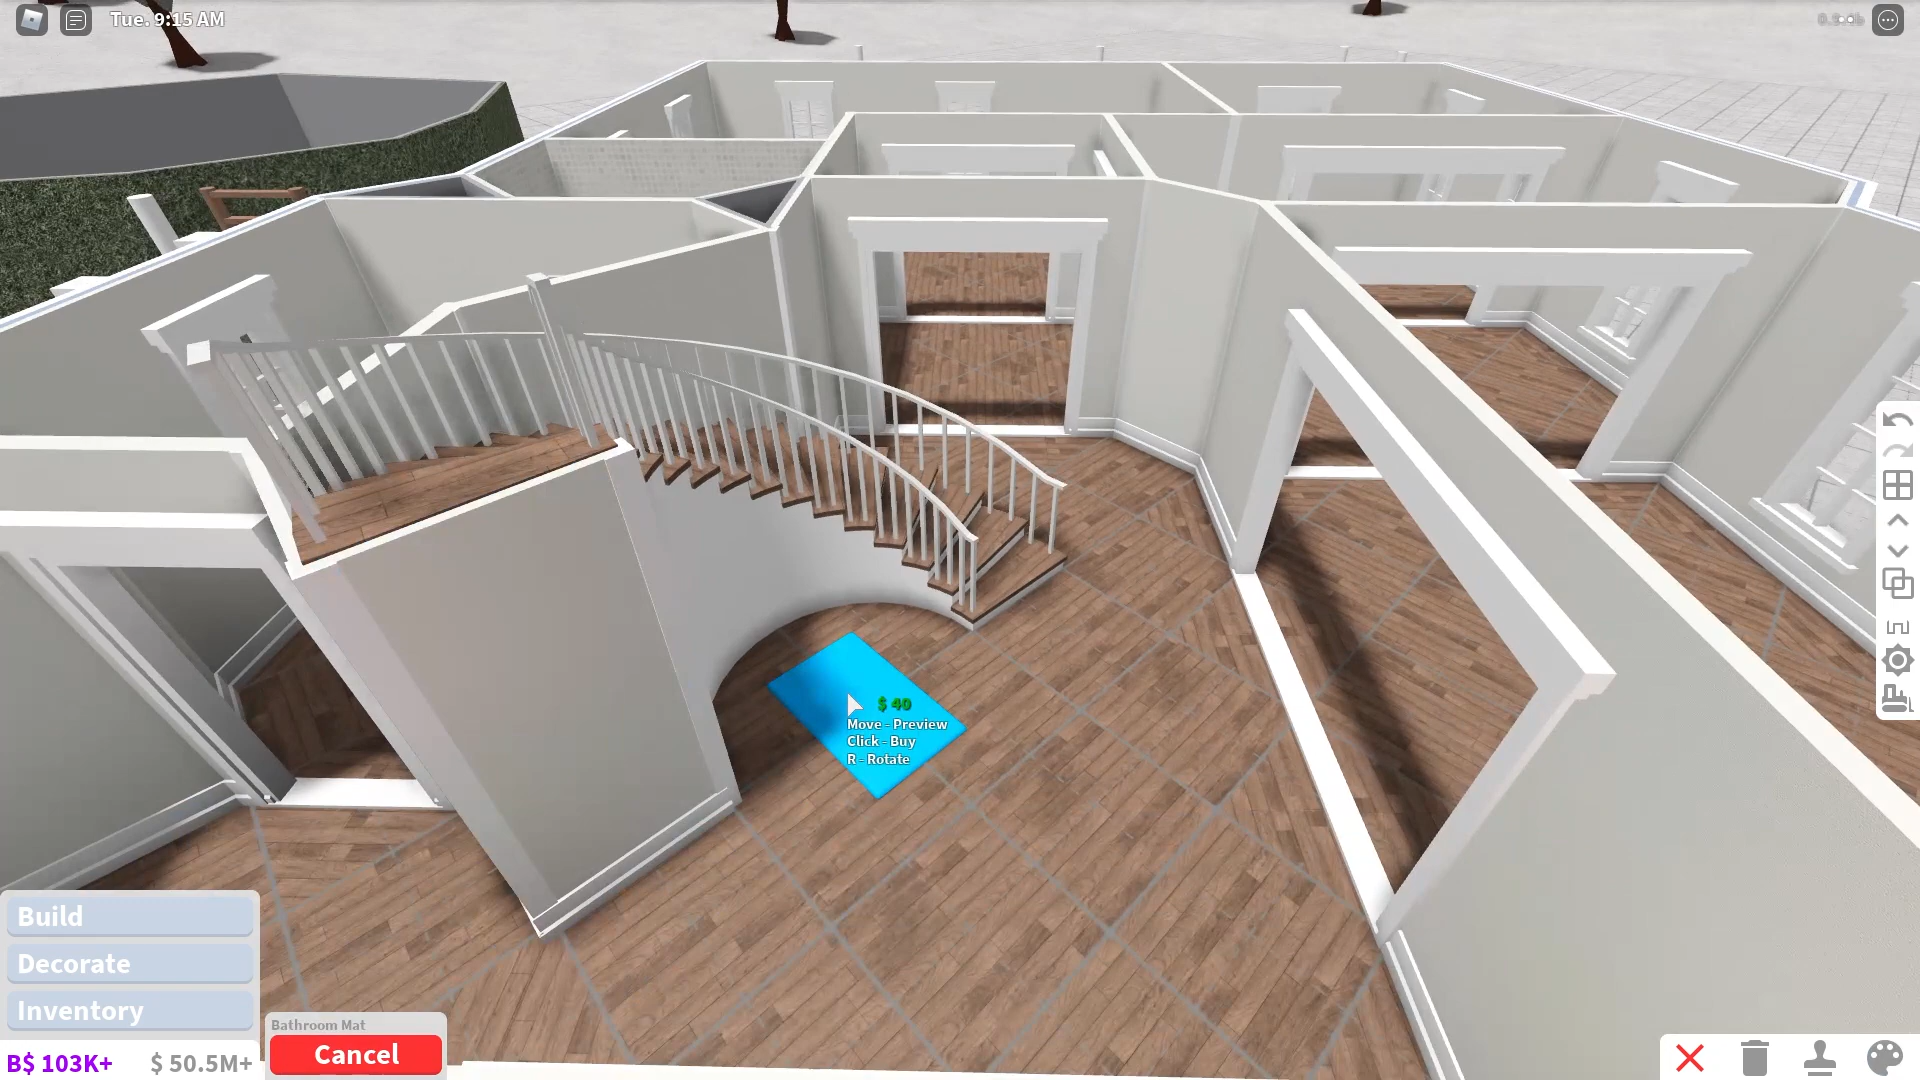 Tue. 9:15 AM
$ 40
Move - Preview
Click - Buy
R - Rotate
Build
Decorate
Inventory
Bathroom Mat
Cancel
B$ 103K+
$ 50.5M+